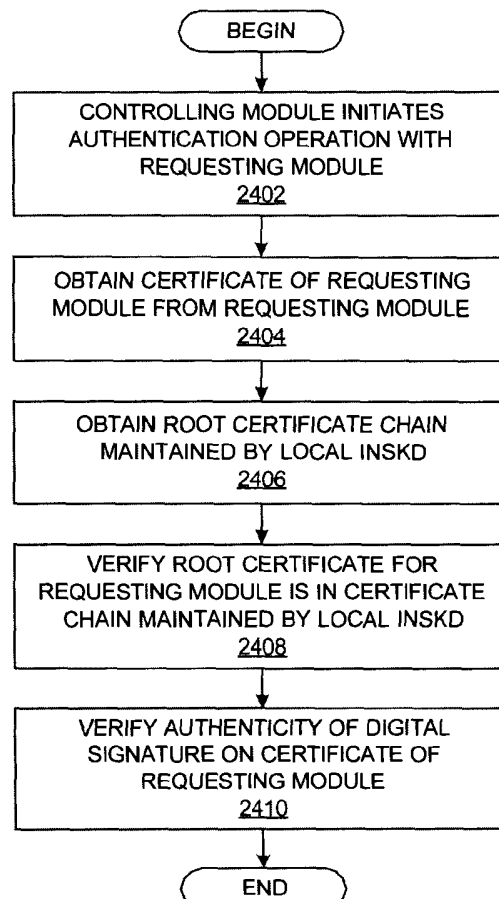 BEGIN
CONTROLLING MODULE INITIATES
AUTHENTICATION OPERATION WITH
REQUESTING MODULE
2402
OBTAIN CERTIFICATE OF REQUESTING
MODULE FROM REQUESTING MODULE
2404
OBTAIN ROOT CERTIFICATE CHAIN
MAINTAINED BY LOCAL INSKD
2406
VERIFY ROOT CERTIFICATE FOR
REQUESTING MODULE IS IN CERTIFICATE
CHAIN MAINTAINED BY LOCAL INSKD
2408
VERIFY AUTHENTICITY OF DIGITAL
SIGNATURE ON CERTIFICATE OF
REQUESTING MODULE
2410
END